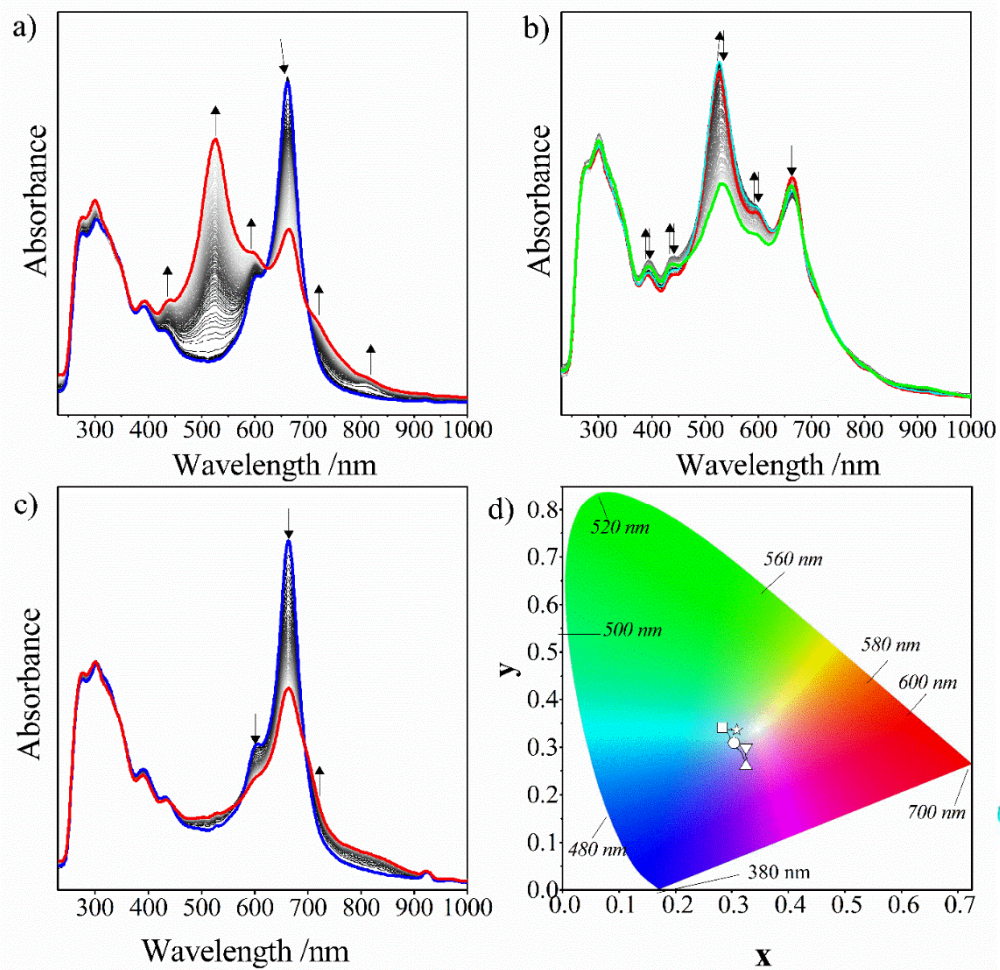 a)
Absorbance
300 400 500 600 700 800 900 1000
Wavelength /nm
b)
Absorbance
300 400 500 600 700 800 900 1000
Wavelength /nm
c)
Absorbance
300 400 500 600 700 800 900 1000
Wavelength /nm
d)
y
0.8
0.7
0.6
0.5
0.4
0.3
0.2
0.1
0.0
520 nm
560 nm
500 nm
580 nm
600 nm
700 nm
480 nm
380 nm
0.0 0.1 0.2 0.3 0.4 0.5 0.6 0.7
x